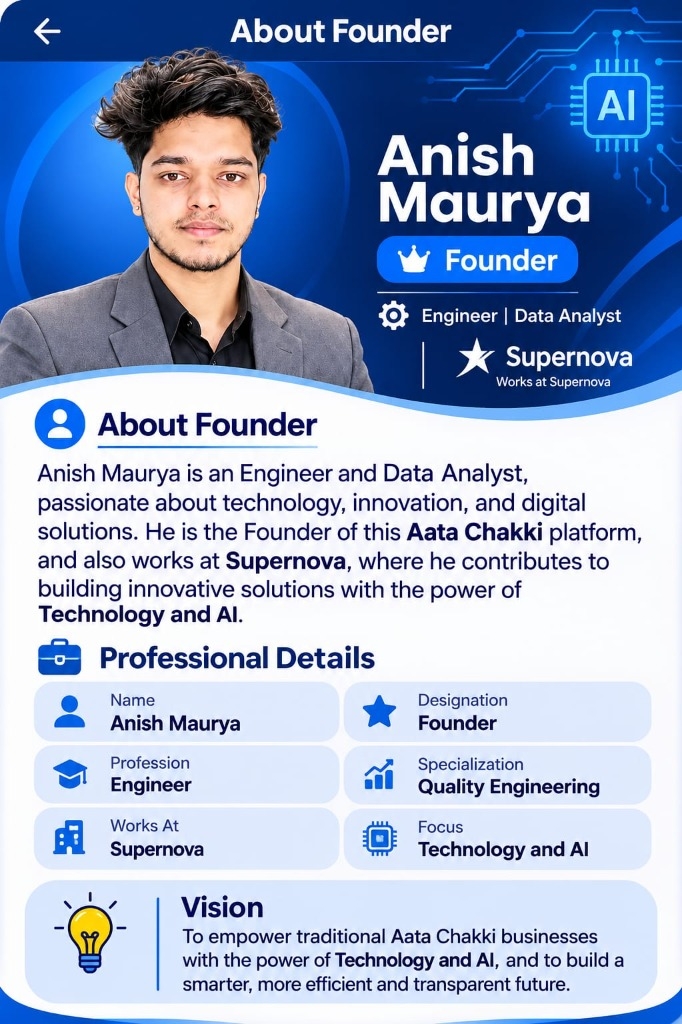 About Founder
AI
Anish
Maurya
Founder
Engineer | Data Analyst
Supernova
Works at Supernova
About Founder
Anish Maurya is an Engineer and Data Analyst,
passionate about technology, innovation, and digital
solutions. He is the Founder of this Aata Chakki platform,
and also works at Supernova, where he contributes to
building innovative solutions with the power of
Technology and AI.
Professional Details
Name
Anish Maurya
Designation
Founder
Profession
Engineer
Specialization
Quality Engineering
Works At
Supernova
Focus
Technology and AI
Vision
To empower traditional Aata Chakki businesses
with the power of Technology and AI, and to build a
smarter, more efficient and transparent future.